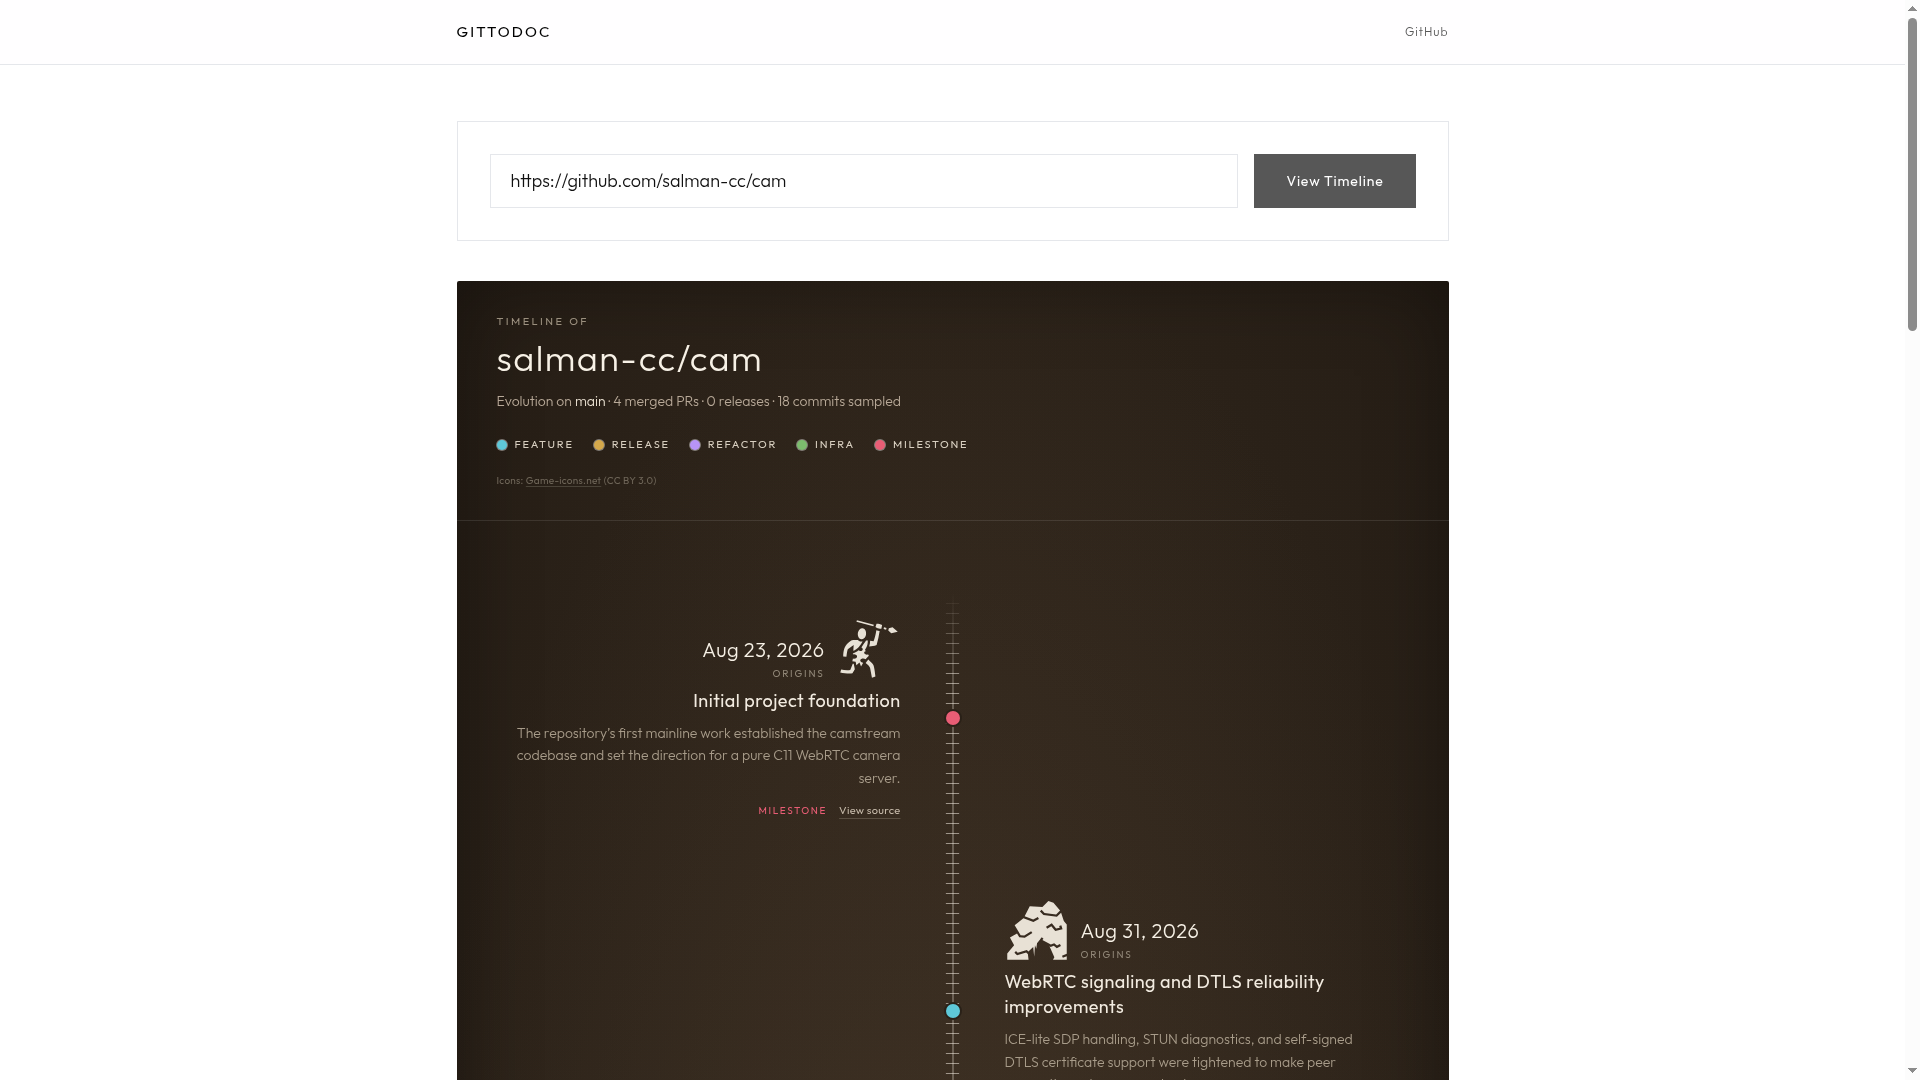 GITTODOC
GitHub
https://github.com/salman-cc/cam
View Timeline
TIMELINE OF
salman-cc/cam
Evolution on main · 4 merged PRs · 0 releases · 18 commits sampled
FEATURE RELEASE REFACTOR INFRA MILESTONE
Icons: Game-icons.net (CC BY 3.0)
Aug 23, 2026
ORIGINS
Initial project foundation
The repository's first mainline work established the camstream
codebase and set the direction for a pure C11 WebRTC camera
server.
MILESTONE View source
Aug 31, 2026
ORIGINS
WebRTC signaling and DTLS reliability
improvements
ICE-lite SDP handling, STUN diagnostics, and self-signed
DTLS certificate support were tightened to make peer